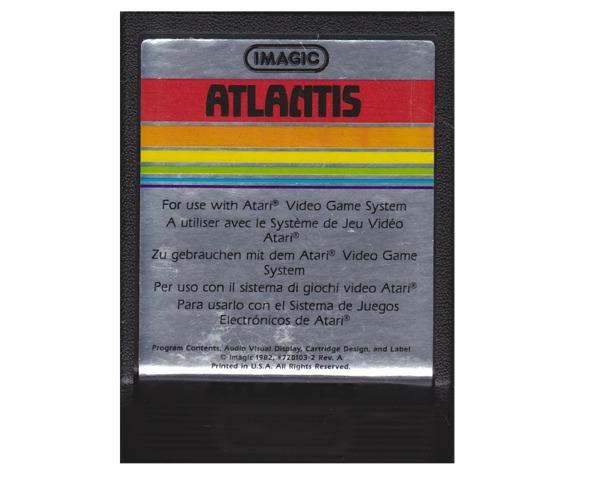 IMAGIC
ATLANTIS
For use with Atari® Video Game System
A utiliser avec le Système de Jeu Vidéo
Atari®
Zu gebrauchen mit dem Atari® Video Game
System
Per uso con il sistema di giochi video Atari®
Para usarlo con el Sistema de Juegos
Electrónicos de Atari®
Program Contents, Audio Visual Display, Cartridge Design, and Label
© Imagic 1982, #720103-2 Rev. A
Printed in U.S.A. All Rights Reserved.